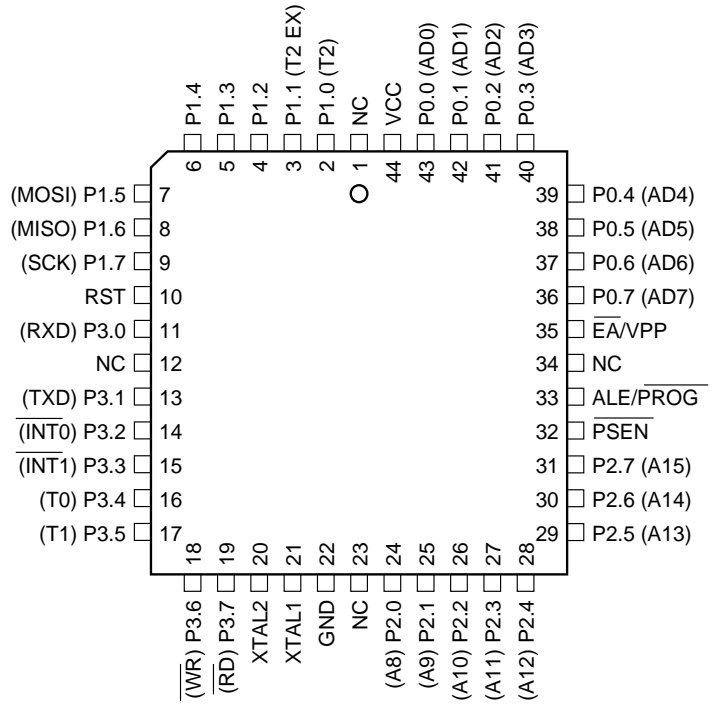 P1.4
P1.3
P1.2
P1.1 (T2 EX)
P1.0 (T2)
NC
VCC
P0.0 (AD0)
P0.1 (AD1)
P0.2 (AD2)
P0.3 (AD3)
6
5
4
3
2
1
44
43
42
41
40
(MOSI) P1.5 7
(MISO) P1.6 8
(SCK) P1.7 9
RST 10
(RXD) P3.0 11
NC 12
(TXD) P3.1 13
(INT0) P3.2 14
(INT1) P3.3 15
(T0) P3.4 16
(T1) P3.5 17
39 P0.4 (AD4)
38 P0.5 (AD5)
37 P0.6 (AD6)
36 P0.7 (AD7)
35 EA/VPP
34 NC
33 ALE/PROG
32 PSEN
31 P2.7 (A15)
30 P2.6 (A14)
29 P2.5 (A13)
18
19
20
21
22
23
24
25
26
27
28
(WR) P3.6
(RD) P3.7
XTAL2
XTAL1
GND
NC
(A8) P2.0
(A9) P2.1
(A10) P2.2
(A11) P2.3
(A12) P2.4